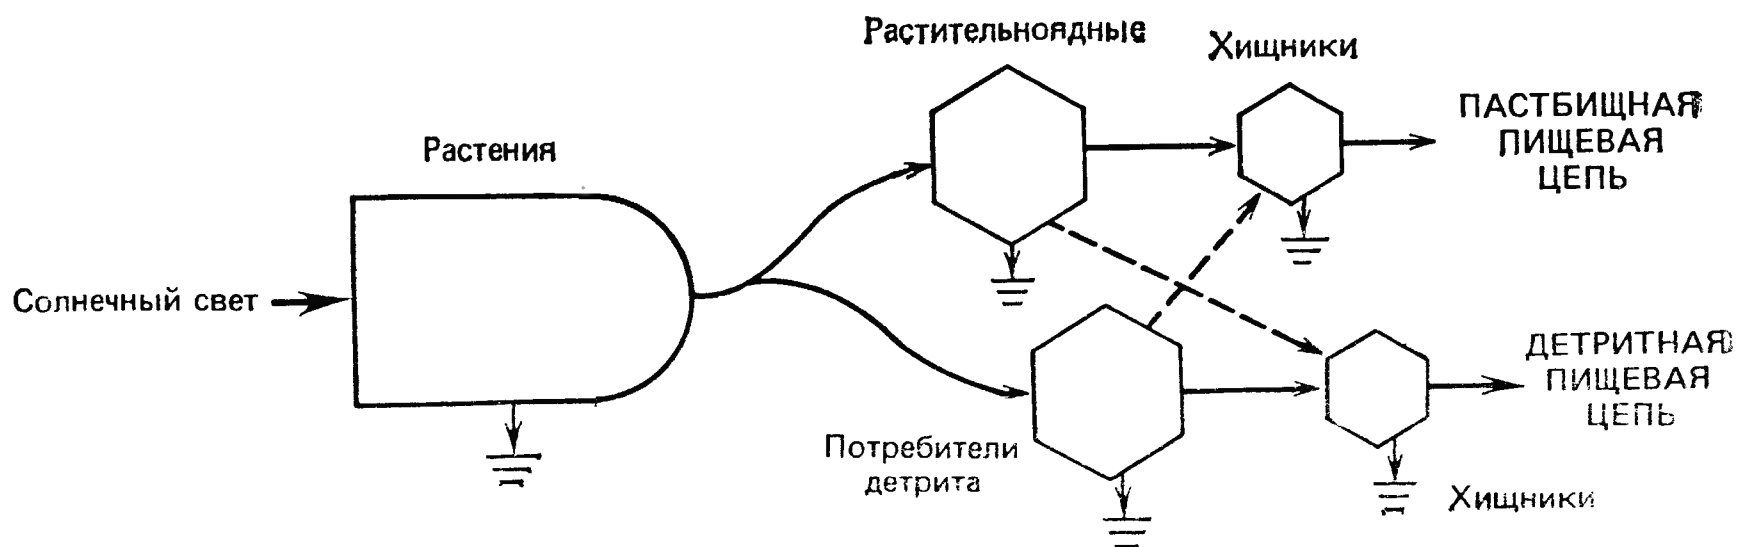 Растительноядные
Хищники
ПАСТБИЩНАЯ
ПИЩЕВАЯ
ЦЕПЬ
Растения
Солнечный свет
ДЕТРИТНАЯ
ПИЩЕВАЯ
ЦЕПЬ
Потребители
детрита
Хищники